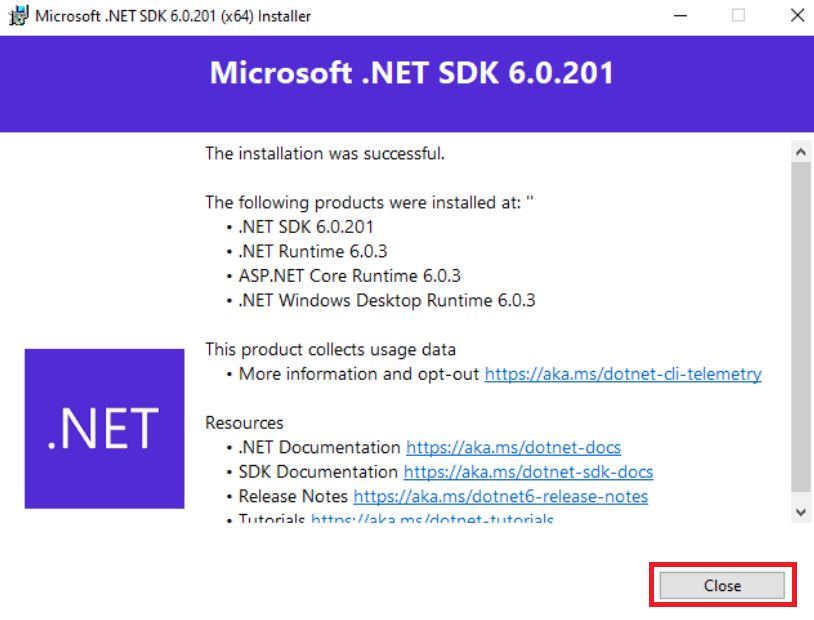 Microsoft .NET SDK 6.0.201 (x64) Installer
Microsoft .NET SDK 6.0.201
The installation was successful.
The following products were installed at: ''
• .NET SDK 6.0.201
• .NET Runtime 6.0.3
• ASP.NET Core Runtime 6.0.3
• .NET Windows Desktop Runtime 6.0.3
This product collects usage data
• More information and opt-out https://aka.ms/dotnet-cli-telemetry
Resources
• .NET Documentation https://aka.ms/dotnet-docs
• SDK Documentation https://aka.ms/dotnet-sdk-docs
• Release Notes https://aka.ms/dotnet6-release-notes
• Tutorials https://aka.ms/dotnet-tutorials
.NET
Close